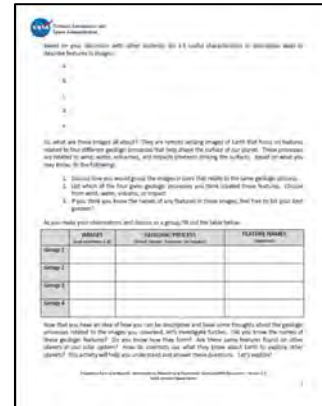 National Aeronautics and
Space Administration
Based on your discussion with other students, list 4-5 useful characteristics or descriptive ways to
describe features in images:
So, what are these images all about? They are remote sensing images of Earth that focus on features
related to four different geologic processes that help shape the surface of our planet. These processes
are related to wind, water, volcanoes, and impacts (meteors striking the surface). Based on what you
may know, do the following:
1. Discuss how you would group the images in pairs that relate to the same geologic process.
2. List which of the four given geologic processes you think created those features. Choose
from wind, water, volcano, or impact.
3. If you think you know the names of any features in these images, feel free to list your best
guesses!
As you make your observations and discuss as a group, fill out the table below.
IMAGES GEOLOGIC PROCESS FEATURE NAMES
Group 1
Group 2
Group 3
Group 4
Now that you have an idea of how you can be descriptive and have some thoughts about the geologic
processes related to the images you observed, let's investigate further. Did you know the names of
these geologic features? Do you know how they form? Are these same features found on other
planets in our solar system? How do scientists use what they know about Earth to explore other
planets? This activity will help you understand and answer these questions. Let's explore!